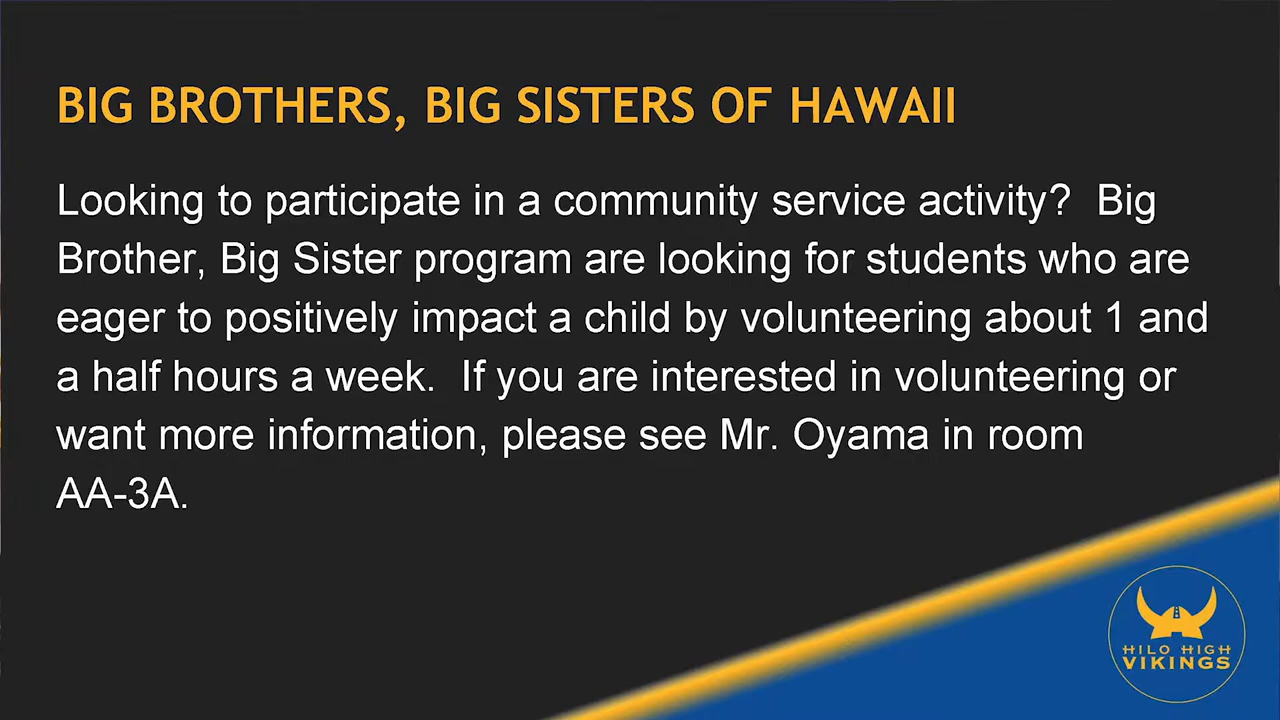 BIG BROTHERS, BIG SISTERS OF HAWAII
Looking to participate in a community service activity?  Big
Brother, Big Sister program are looking for students who are
eager to positively impact a child by volunteering about 1 and
a half hours a week.  If you are interested in volunteering or
want more information, please see Mr. Oyama in room
AA-3A.
HILO HIGH
VIKINGS